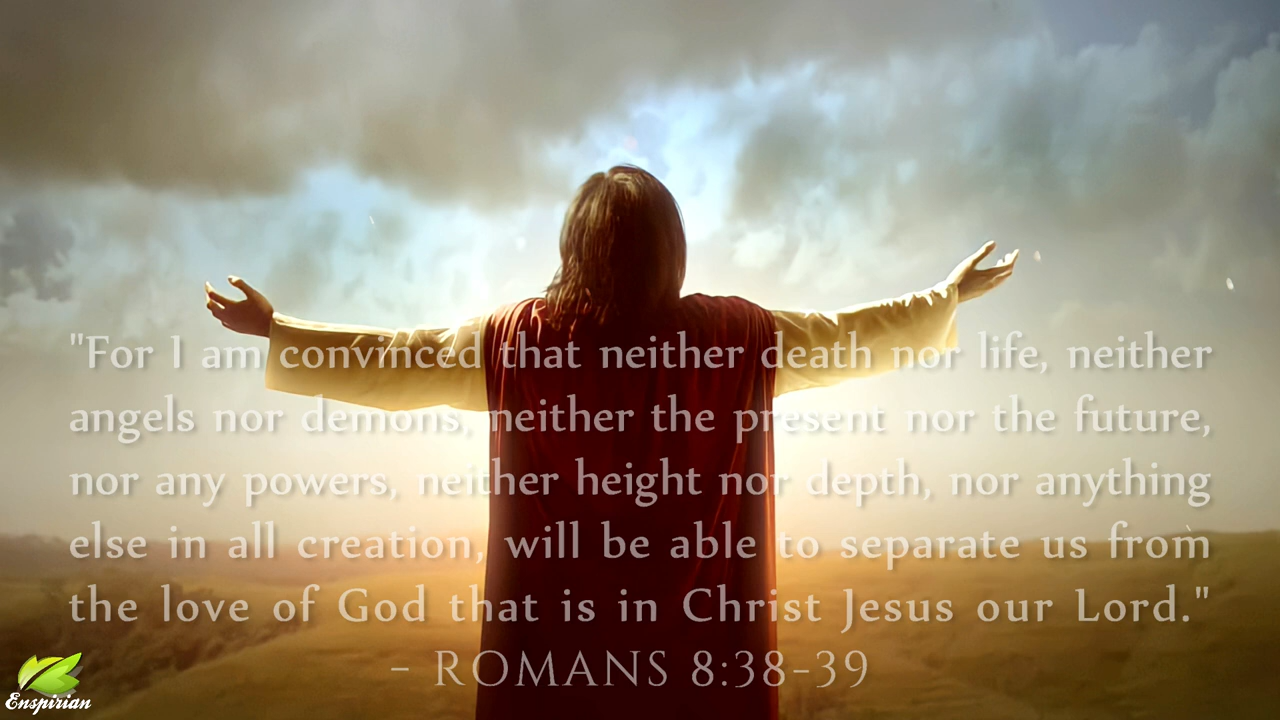 "For I am convinced that neither death nor life, neither
angels nor demons, neither the present nor the future,
nor any powers, neither height nor depth, nor anything
else in all creation, will be able to separate us from
the love of God that is in Christ Jesus our Lord."
- ROMANS 8:38-39
Enspirian